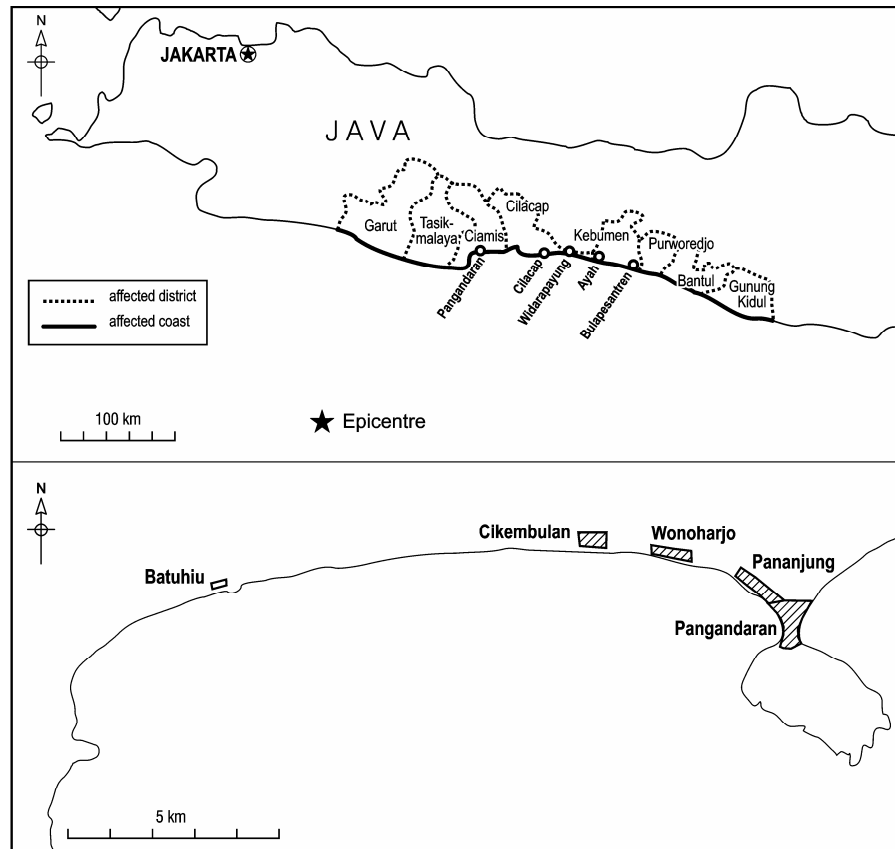 N
JAKARTA
JAVA
Garut
Tasik-
malaya
Ciamis
Cilacap
Kebumen
Purworedjo
Bantul
Gunung
Kidul
Pangandaran
Cilacap
Widarapayung
Ayah
Bulapesantren
affected district
affected coast
100 km
Epicentre
N
Cikembulan
Wonoharjo
Pananjung
Batuhiu
Pangandaran
5 km